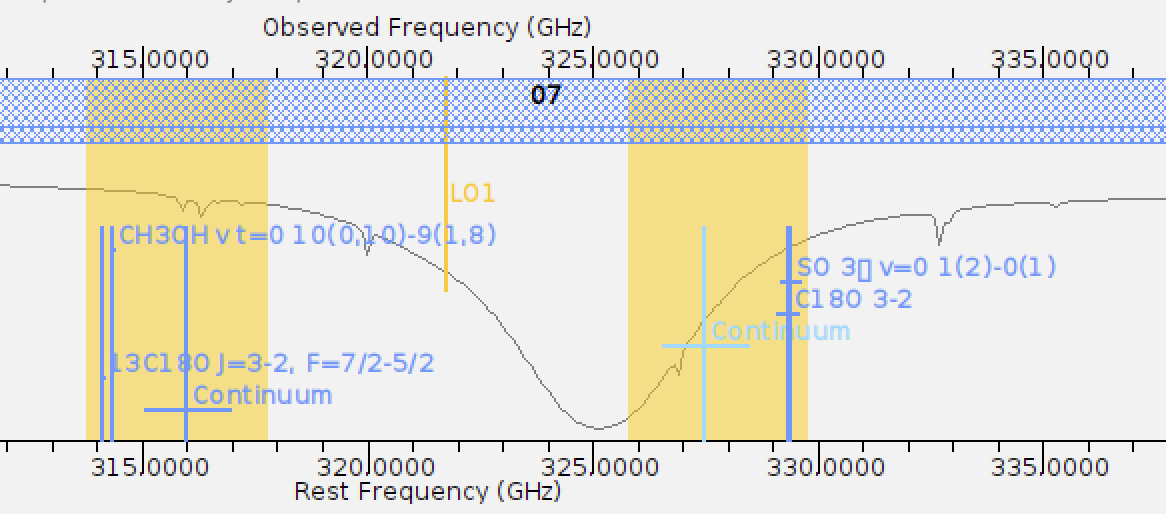 Observed Frequency (GHz)
315.0000 320.0000 325.0000 330.0000 335.0000
07
LO1
CH3OH v t=0 10(0,10)-9(1,8)
SO 3▯ v=0 1(2)-0(1)
C18O 3-2
Continuum
13C18O J=3-2, F=7/2-5/2
Continuum
315.0000 320.0000 325.0000 330.0000 335.0000
Rest Frequency (GHz)